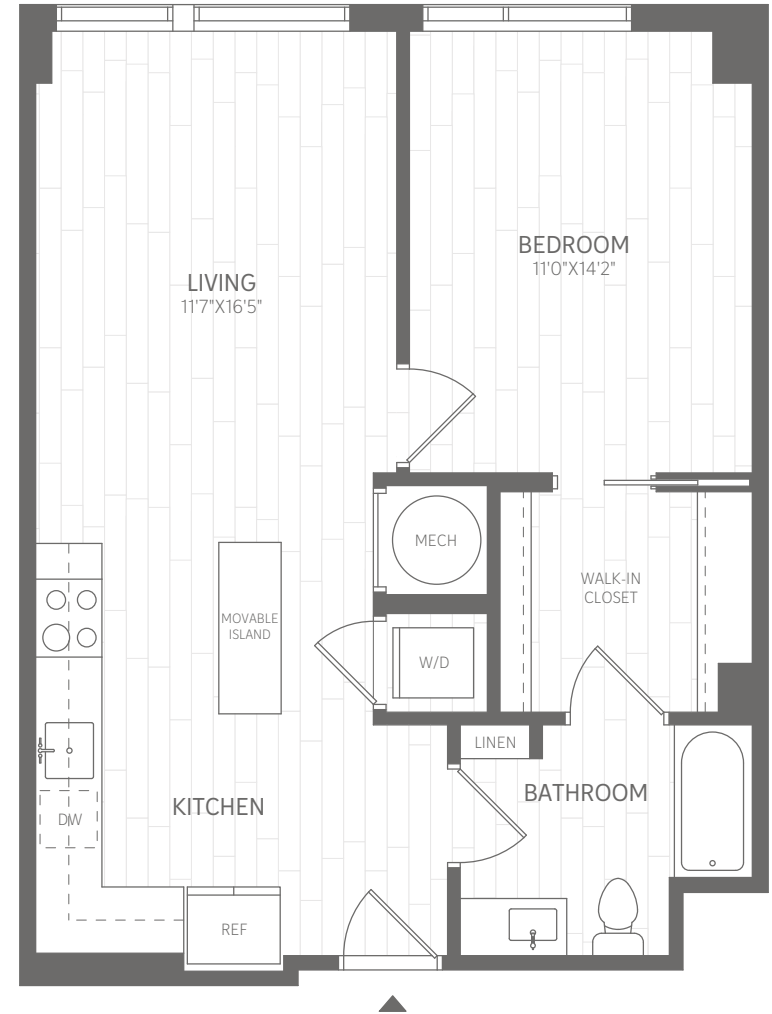 BEDROOM
11'0"X14'2"
LIVING
11'7"X16'5"
MECH
WALK-IN
CLOSET
MOVABLE
ISLAND
W/D
LINEN
BATHROOM
KITCHEN
DW
REF